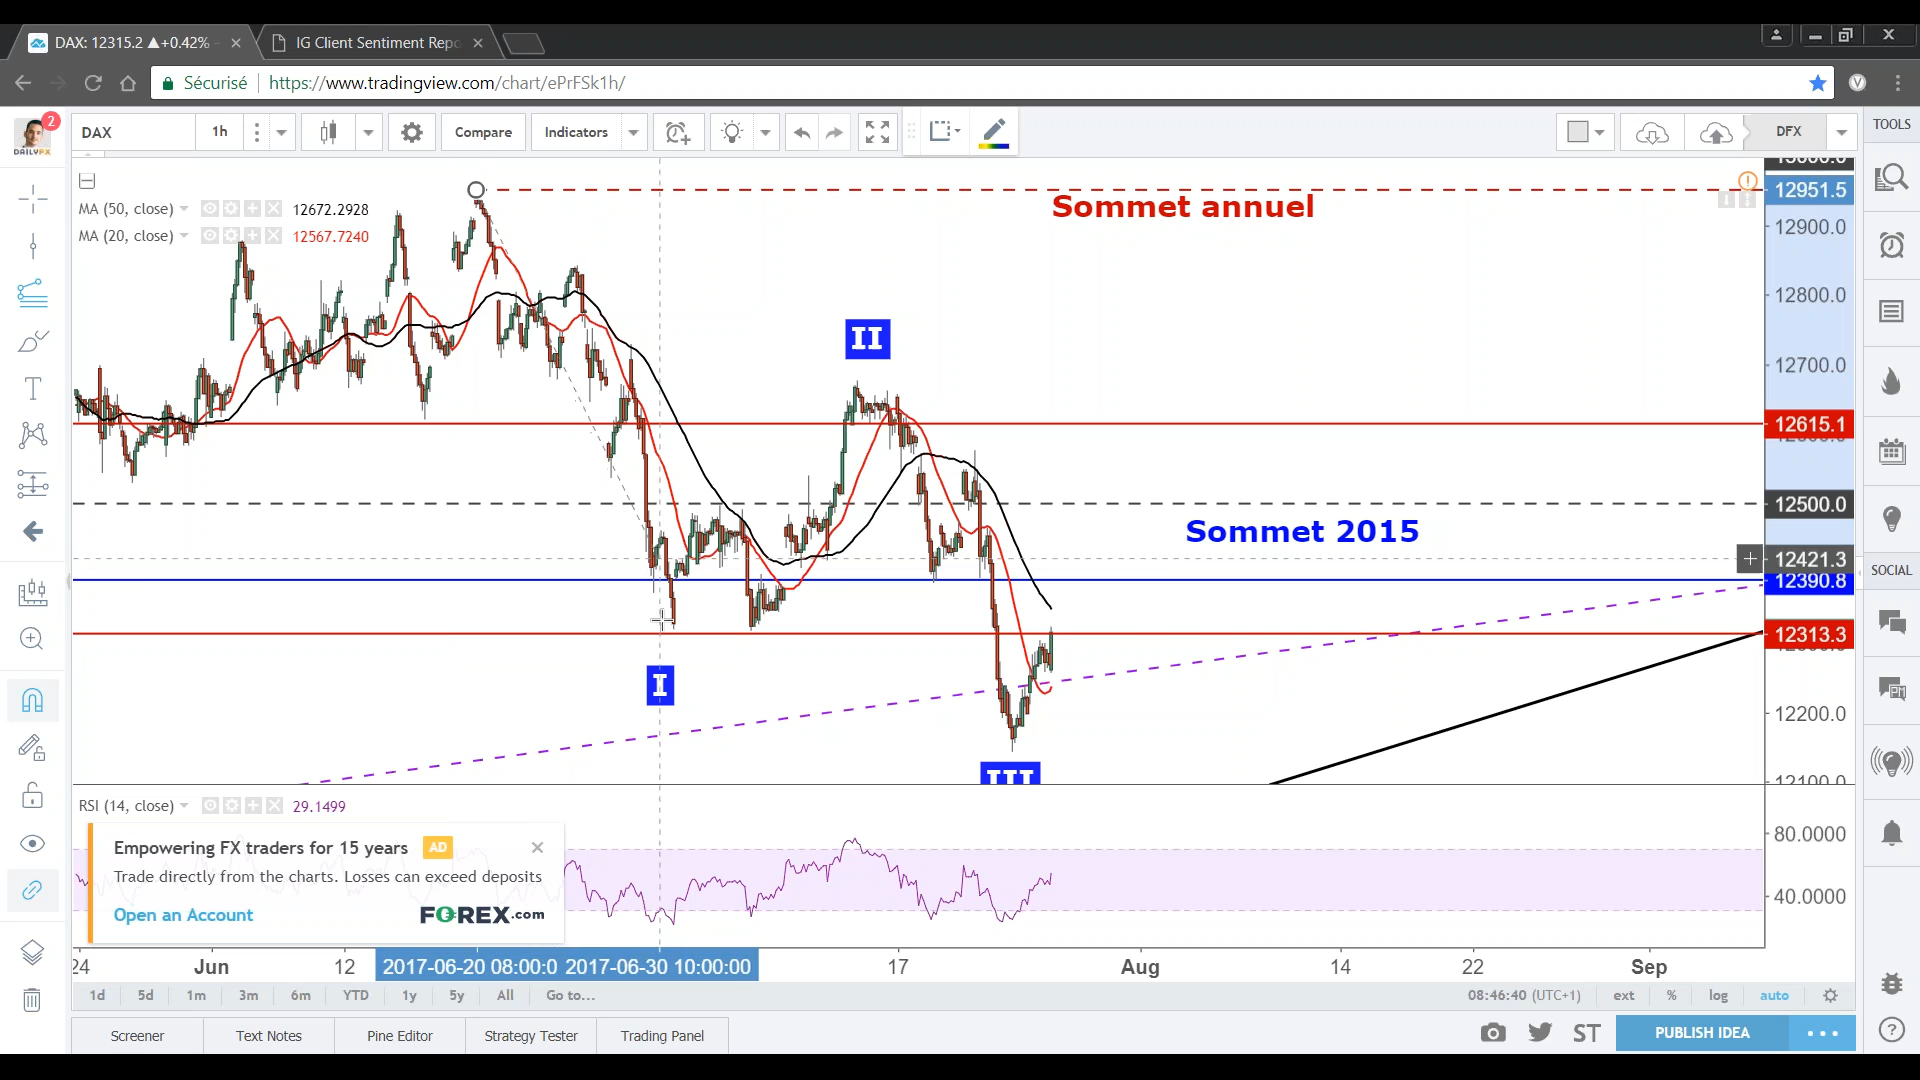 DAX: 12315.2 ▲+0.42%
IG Client Sentiment Repo
Sécurisé
https://www.tradingview.com/chart/ePrFSk1h/
2
DAILYFX
DAX
1h
Compare
Indicators
DFX
TOOLS
MA (50, close)
12672.2928
MA (20, close)
12567.7240
Sommet annuel
II
Sommet 2015
I
III
12951.5
12900.0
12800.0
12700.0
12615.1
12500.0
12421.3
12390.8
12313.3
12200.0
12100.0
SOCIAL
RSI (14, close)
29.1499
80.0000
40.0000
Empowering FX traders for 15 years
AD
Trade directly from the charts. Losses can exceed deposits
Open an Account
FOREX.com
24
Jun
12
2017-06-20 08:00:0
2017-06-30 10:00:00
17
Aug
14
22
Sep
1d 5d 1m 3m 6m YTD 1y 5y All Go to...
08:46:40 (UTC+1)
ext % log auto
Screener
Text Notes
Pine Editor
Strategy Tester
Trading Panel
ST
PUBLISH IDEA